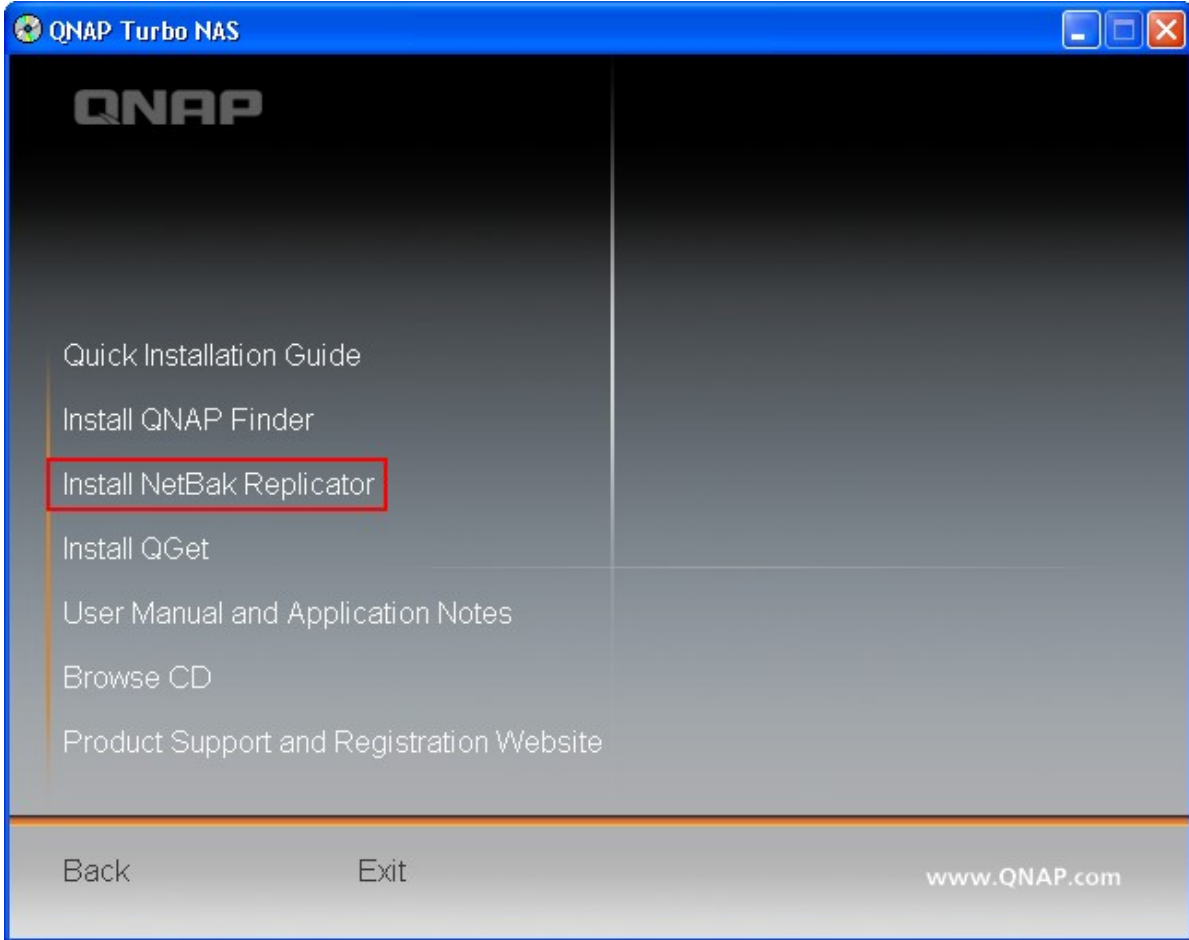 QNAP Turbo NAS
QNAP
Quick Installation Guide
Install QNAP Finder
Install NetBak Replicator
Install QGet
User Manual and Application Notes
Browse CD
Product Support and Registration Website
Back Exit www.QNAP.com